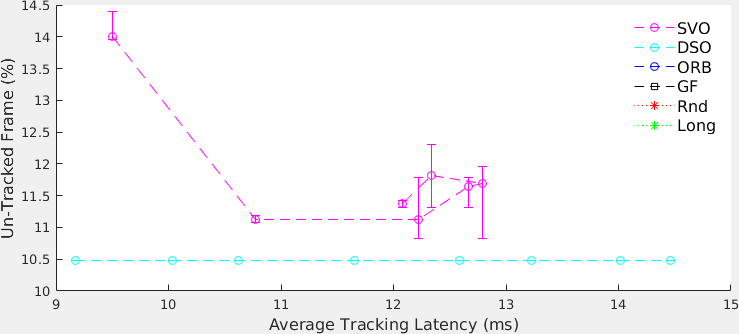 14.5
14
13.5
13
12.5
12
11.5
11
10.5
10
Un-Tracked Frame (%)
SVO
DSO
ORB
GF
Rnd
Long
9 10 11 12 13 14 15
Average Tracking Latency (ms)